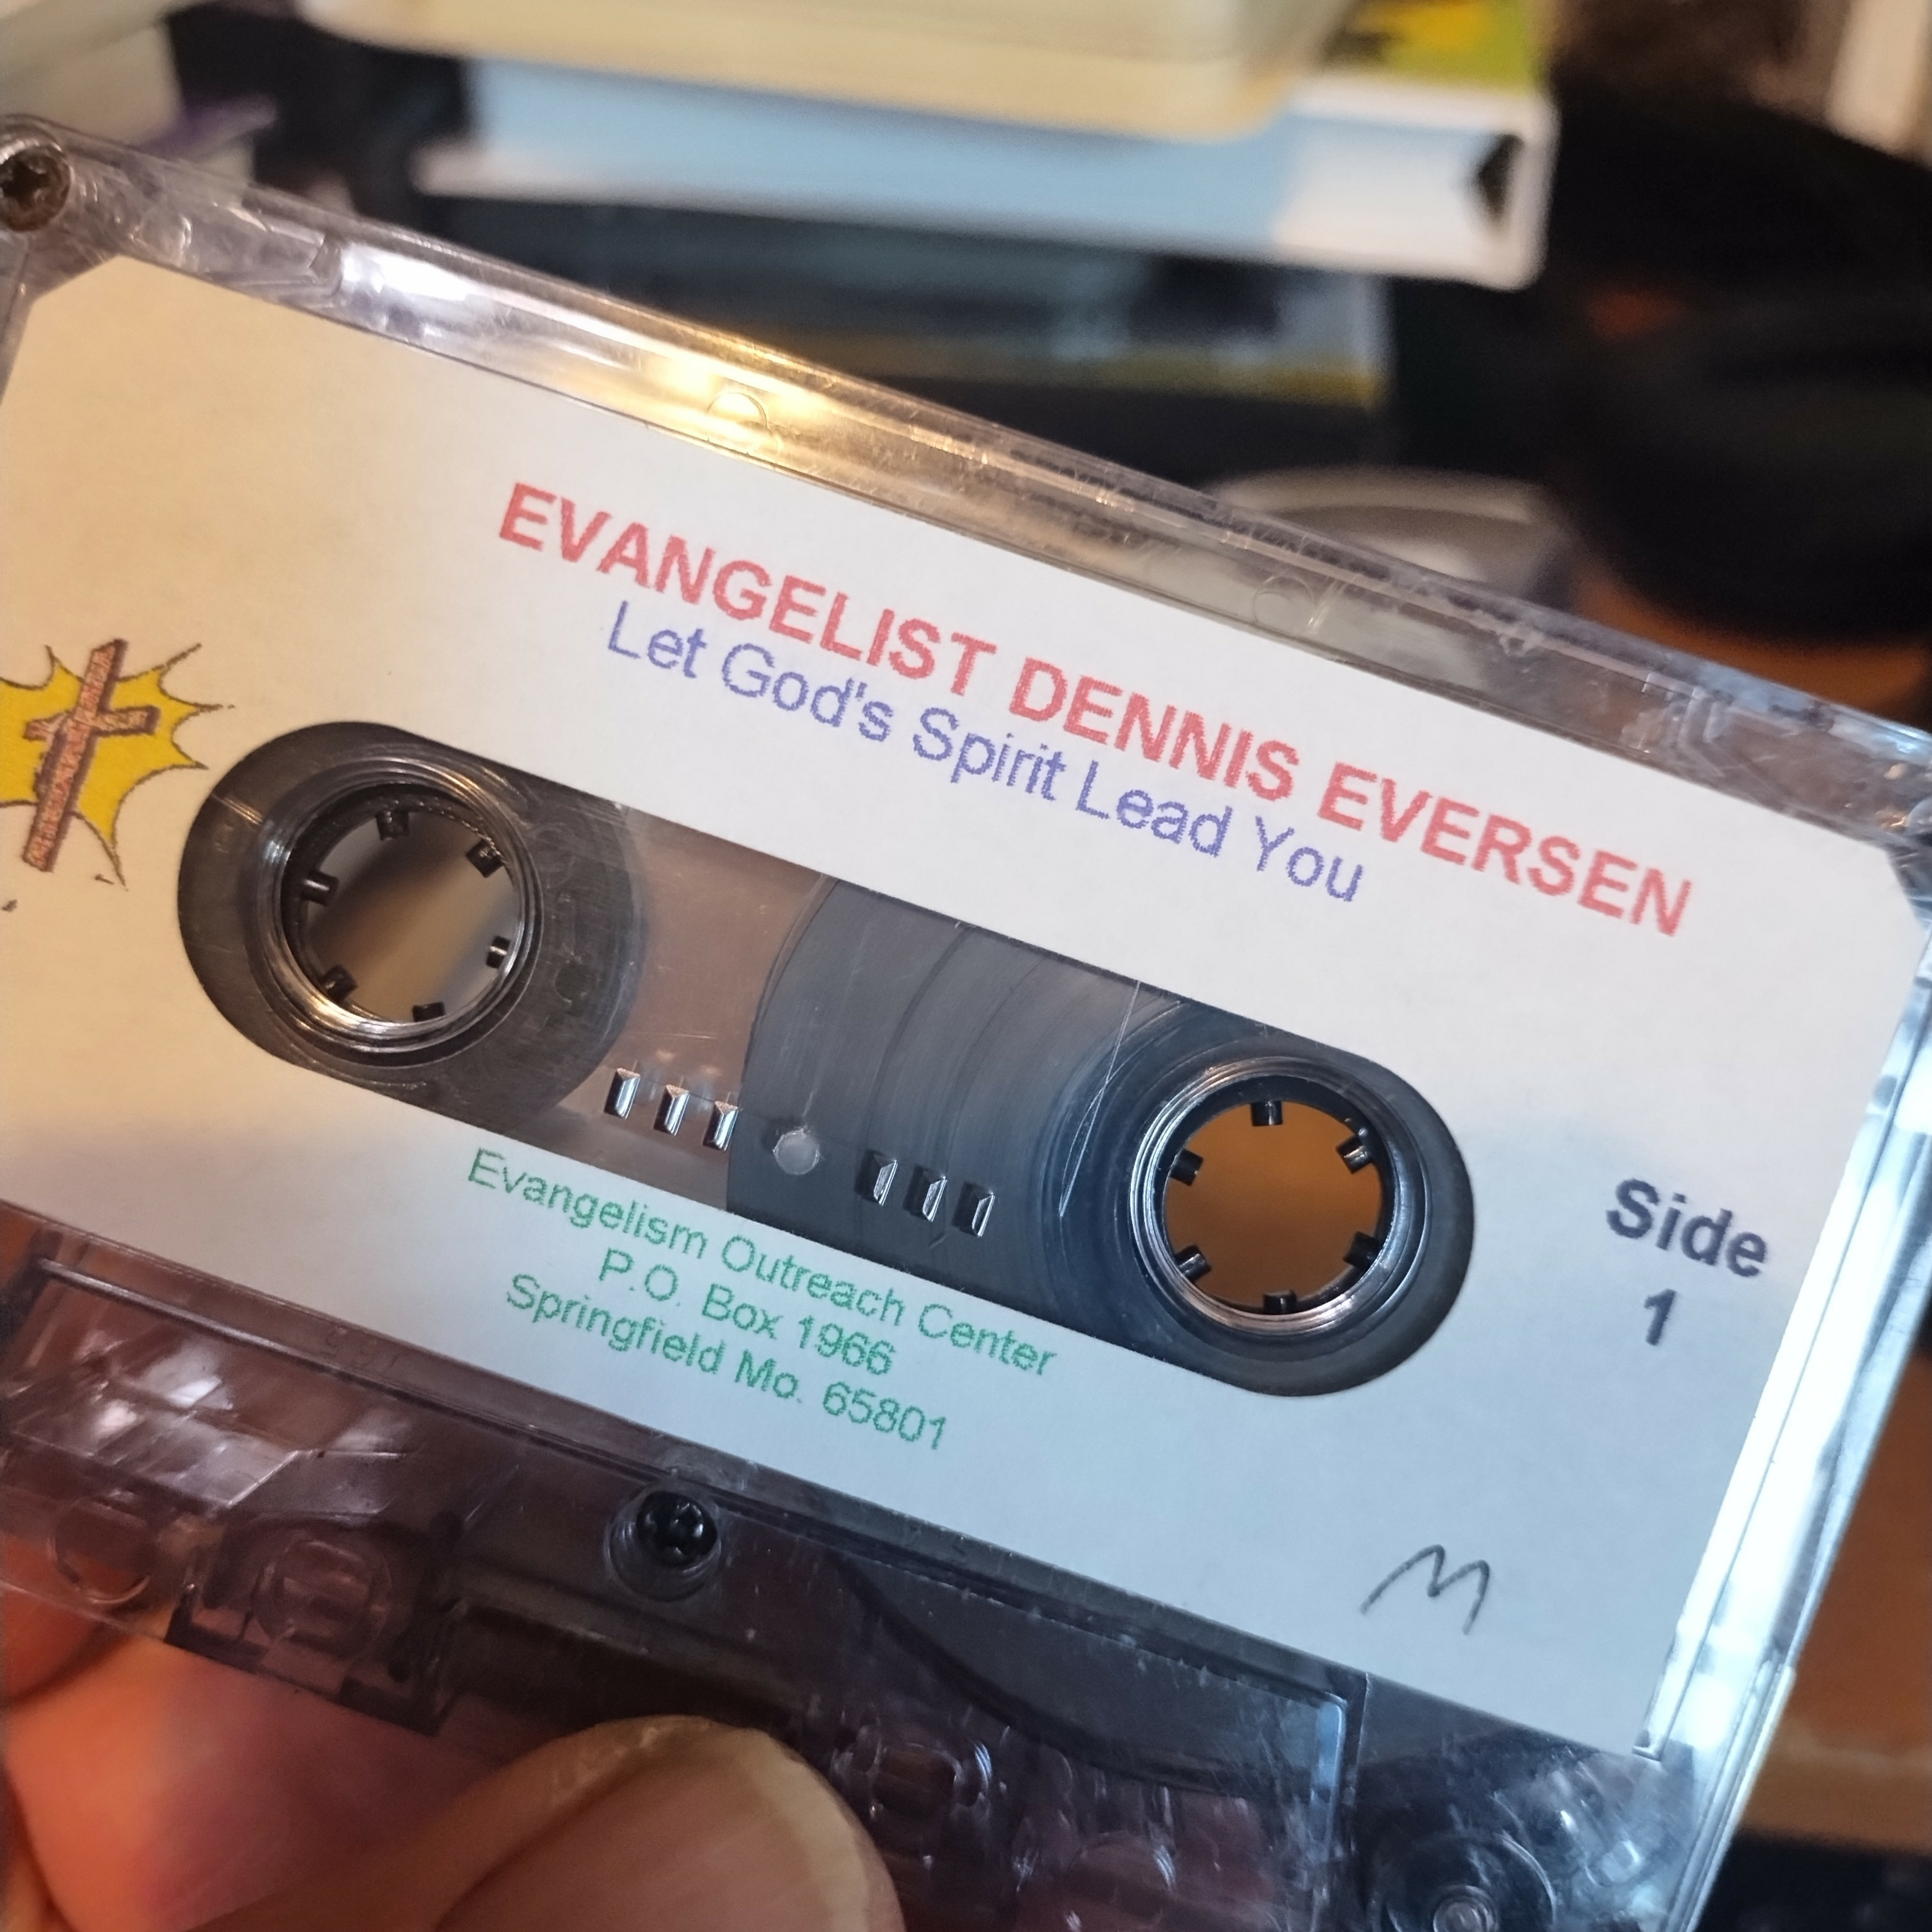 EVANGELIST DENNIS EVERSEN
Let God's Spirit Lead You
Side
1
Evangelism Outreach Center
P.O. Box 1966
Springfield Mo. 65801
M